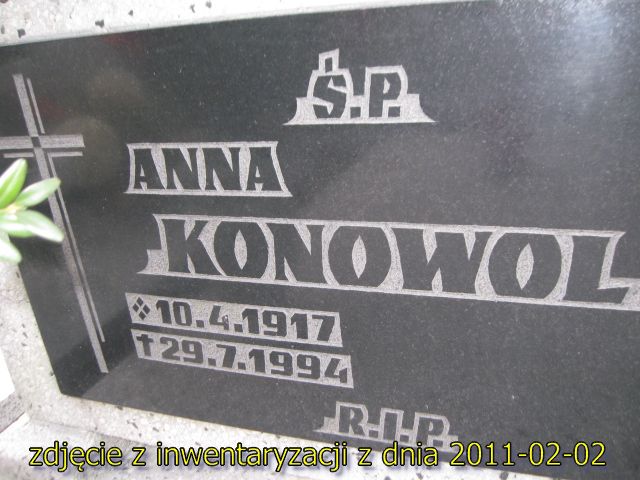 Ś.P.
ANNA
KONOWOL
10.4.1917
✝29.7.1994
R.I.P.
zdjęcie z inwentaryzacji z dnia 2011-02-02